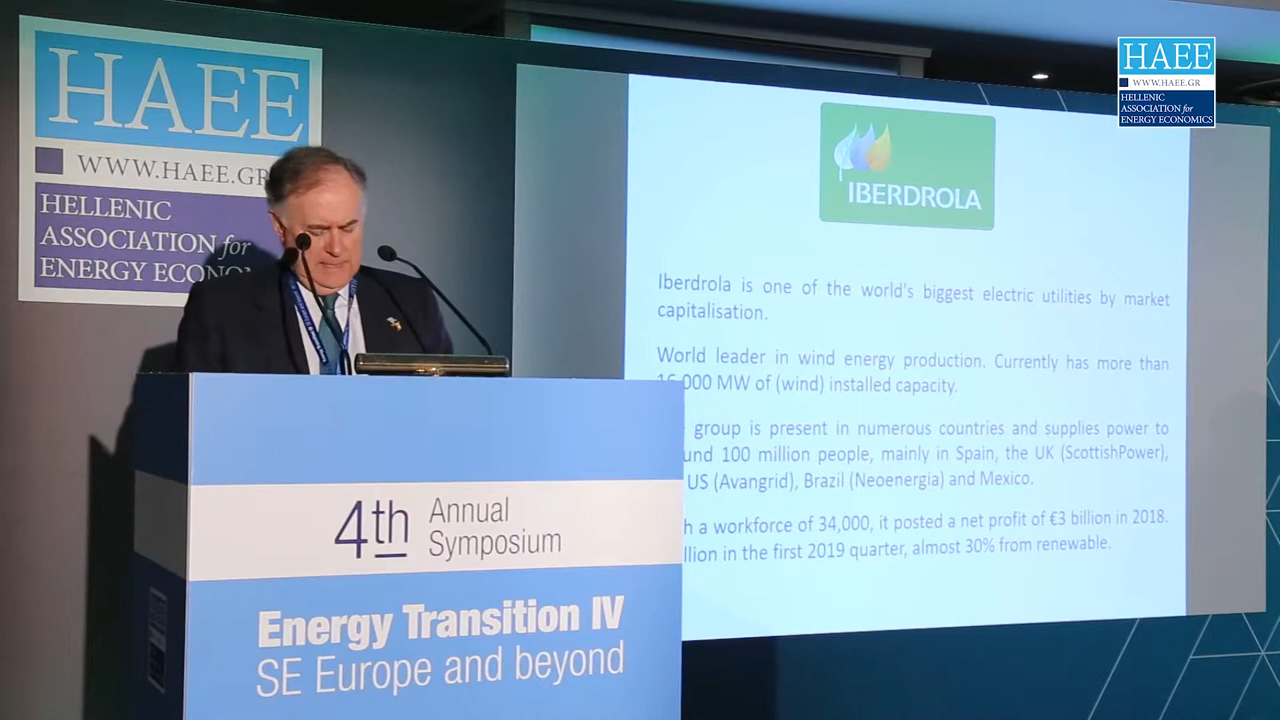 HAEE
WWW.HAEE.GR
HELLENIC
ASSOCIATION for
ENERGY ECONOM
HAEE
WWW.HAEE.GR
HELLENIC
ASSOCIATION for
ENERGY ECONOMICS
IBERDROLA
Iberdrola is one of the world's biggest electric utilities by market
capitalisation.
World leader in wind energy production. Currently has more than
16,000 MW of (wind) installed capacity.
group is present in numerous countries and supplies power to
100 million people, mainly in Spain, the UK (ScottishPower),
US (Avangrid), Brazil (Neoenergia) and Mexico.
a workforce of 34,000, it posted a net profit of €3 billion in 2018.
in the first 2019 quarter, almost 30% from renewable.
4th Annual
Symposium
Energy Transition IV
SE Europe and beyond